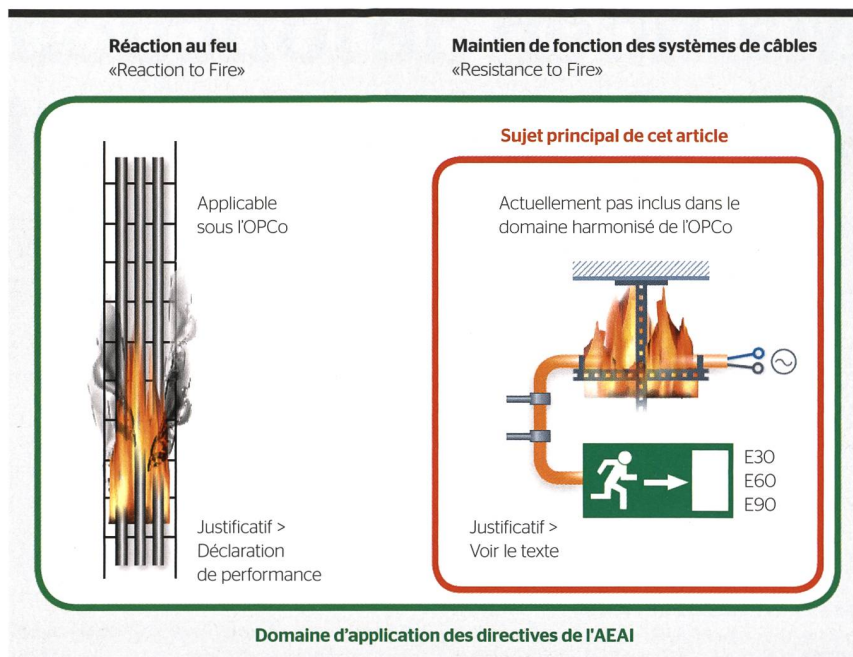 Réaction au feu
«Reaction to Fire»
Maintien de fonction des systèmes de câbles
«Resistance to Fire»
Sujet principal de cet article
Applicable
sous l'OPCo
Actuellement pas inclus dans le
domaine harmonisé de l'OPCo
E30
E60
E90
Justificatif >
Déclaration
de performance
Justificatif >
Voir le texte
Domaine d'application des directives de l'AEAI